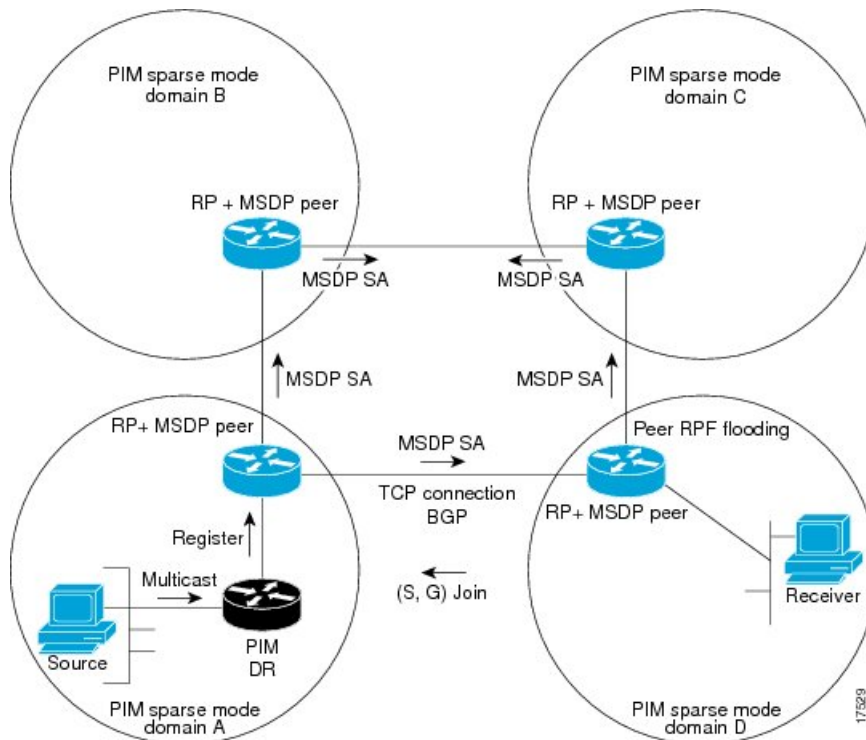 PIM sparse mode
domain B
PIM sparse mode
domain C
RP + MSDP peer
RP + MSDP peer
MSDP SA
MSDP SA
MSDP SA
MSDP SA
RP+ MSDP peer
MSDP SA
Peer RPF flooding
TCP connection
BGP
RP+ MSDP peer
Register
Multicast
(S, G) Join
Receiver
Source
PIM
DR
PIM sparse mode
domain A
PIM sparse mode
domain D
17529